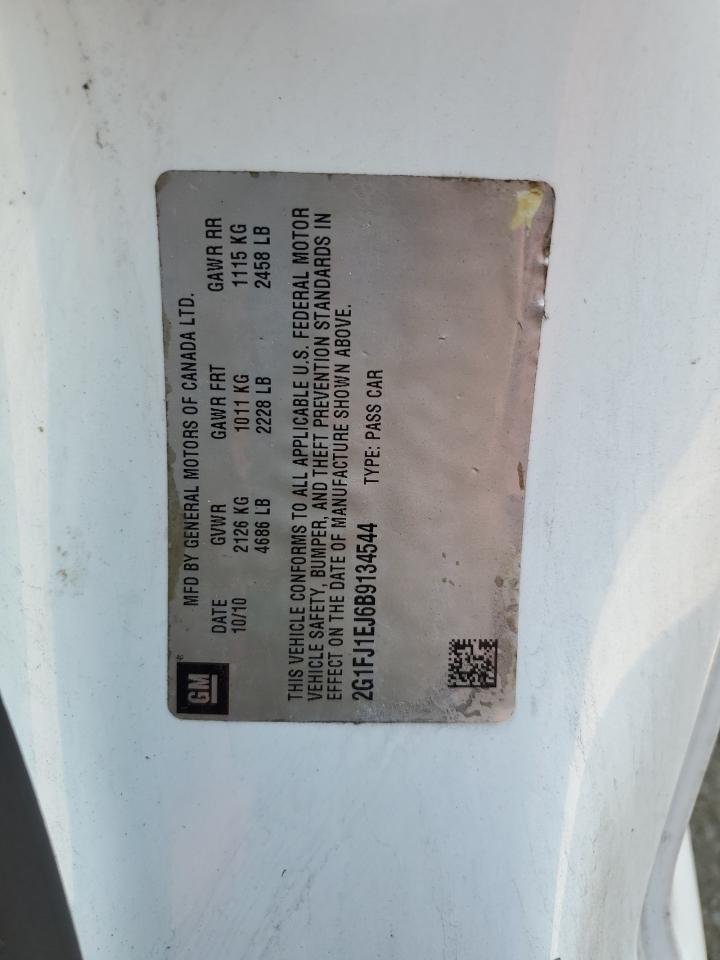 GM
MFD BY GENERAL MOTORS OF CANADA LTD.
DATE GVWR GAWR FRT GAWR RR
10/10 2126 KG 1011 KG 1115 KG
4686 LB 2228 LB 2458 LB
THIS VEHICLE CONFORMS TO ALL APPLICABLE U.S. FEDERAL MOTOR
VEHICLE SAFETY, BUMPER, AND THEFT PREVENTION STANDARDS IN
EFFECT ON THE DATE OF MANUFACTURE SHOWN ABOVE.
2G1FJ1EJ6B9134544 TYPE: PASS CAR